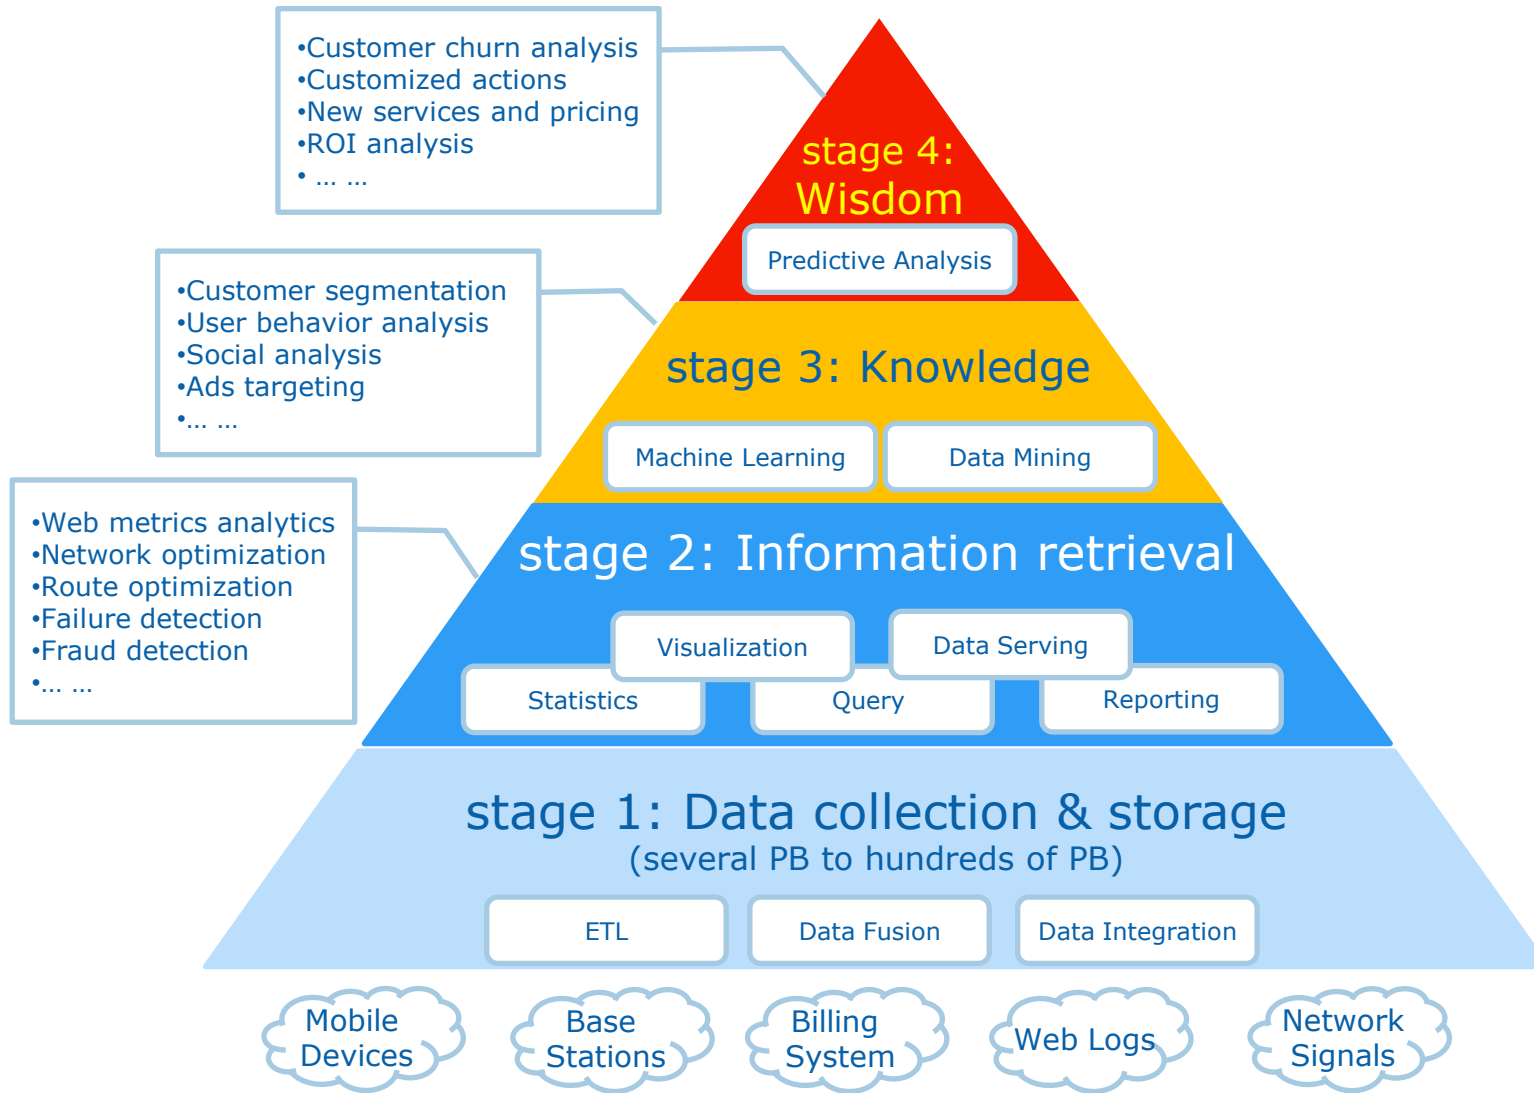 •Customer churn analysis
•Customized actions
•New services and pricing
•ROI analysis
• ... ...
stage 4:
Wisdom
Predictive Analysis
•Customer segmentation
•User behavior analysis
•Social analysis
•Ads targeting
•... ...
stage 3: Knowledge
Machine Learning
Data Mining
•Web metrics analytics
•Network optimization
•Route optimization
•Failure detection
•Fraud detection
•... ...
stage 2: Information retrieval
Visualization
Data Serving
Statistics
Query
Reporting
stage 1: Data collection & storage
(several PB to hundreds of PB)
ETL
Data Fusion
Data Integration
Mobile
Devices
Base
Stations
Billing
System
Web Logs
Network
Signals